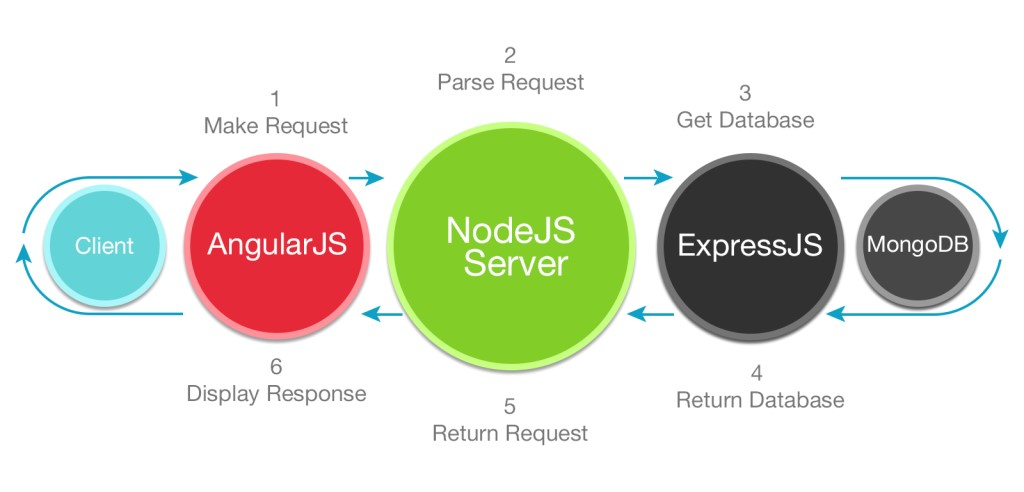 1
Make Request
2
Parse Request
3
Get Database
Client
AngularJS
NodeJS
Server
ExpressJS
MongoDB
6
Display Response
5
Return Request
4
Return Database